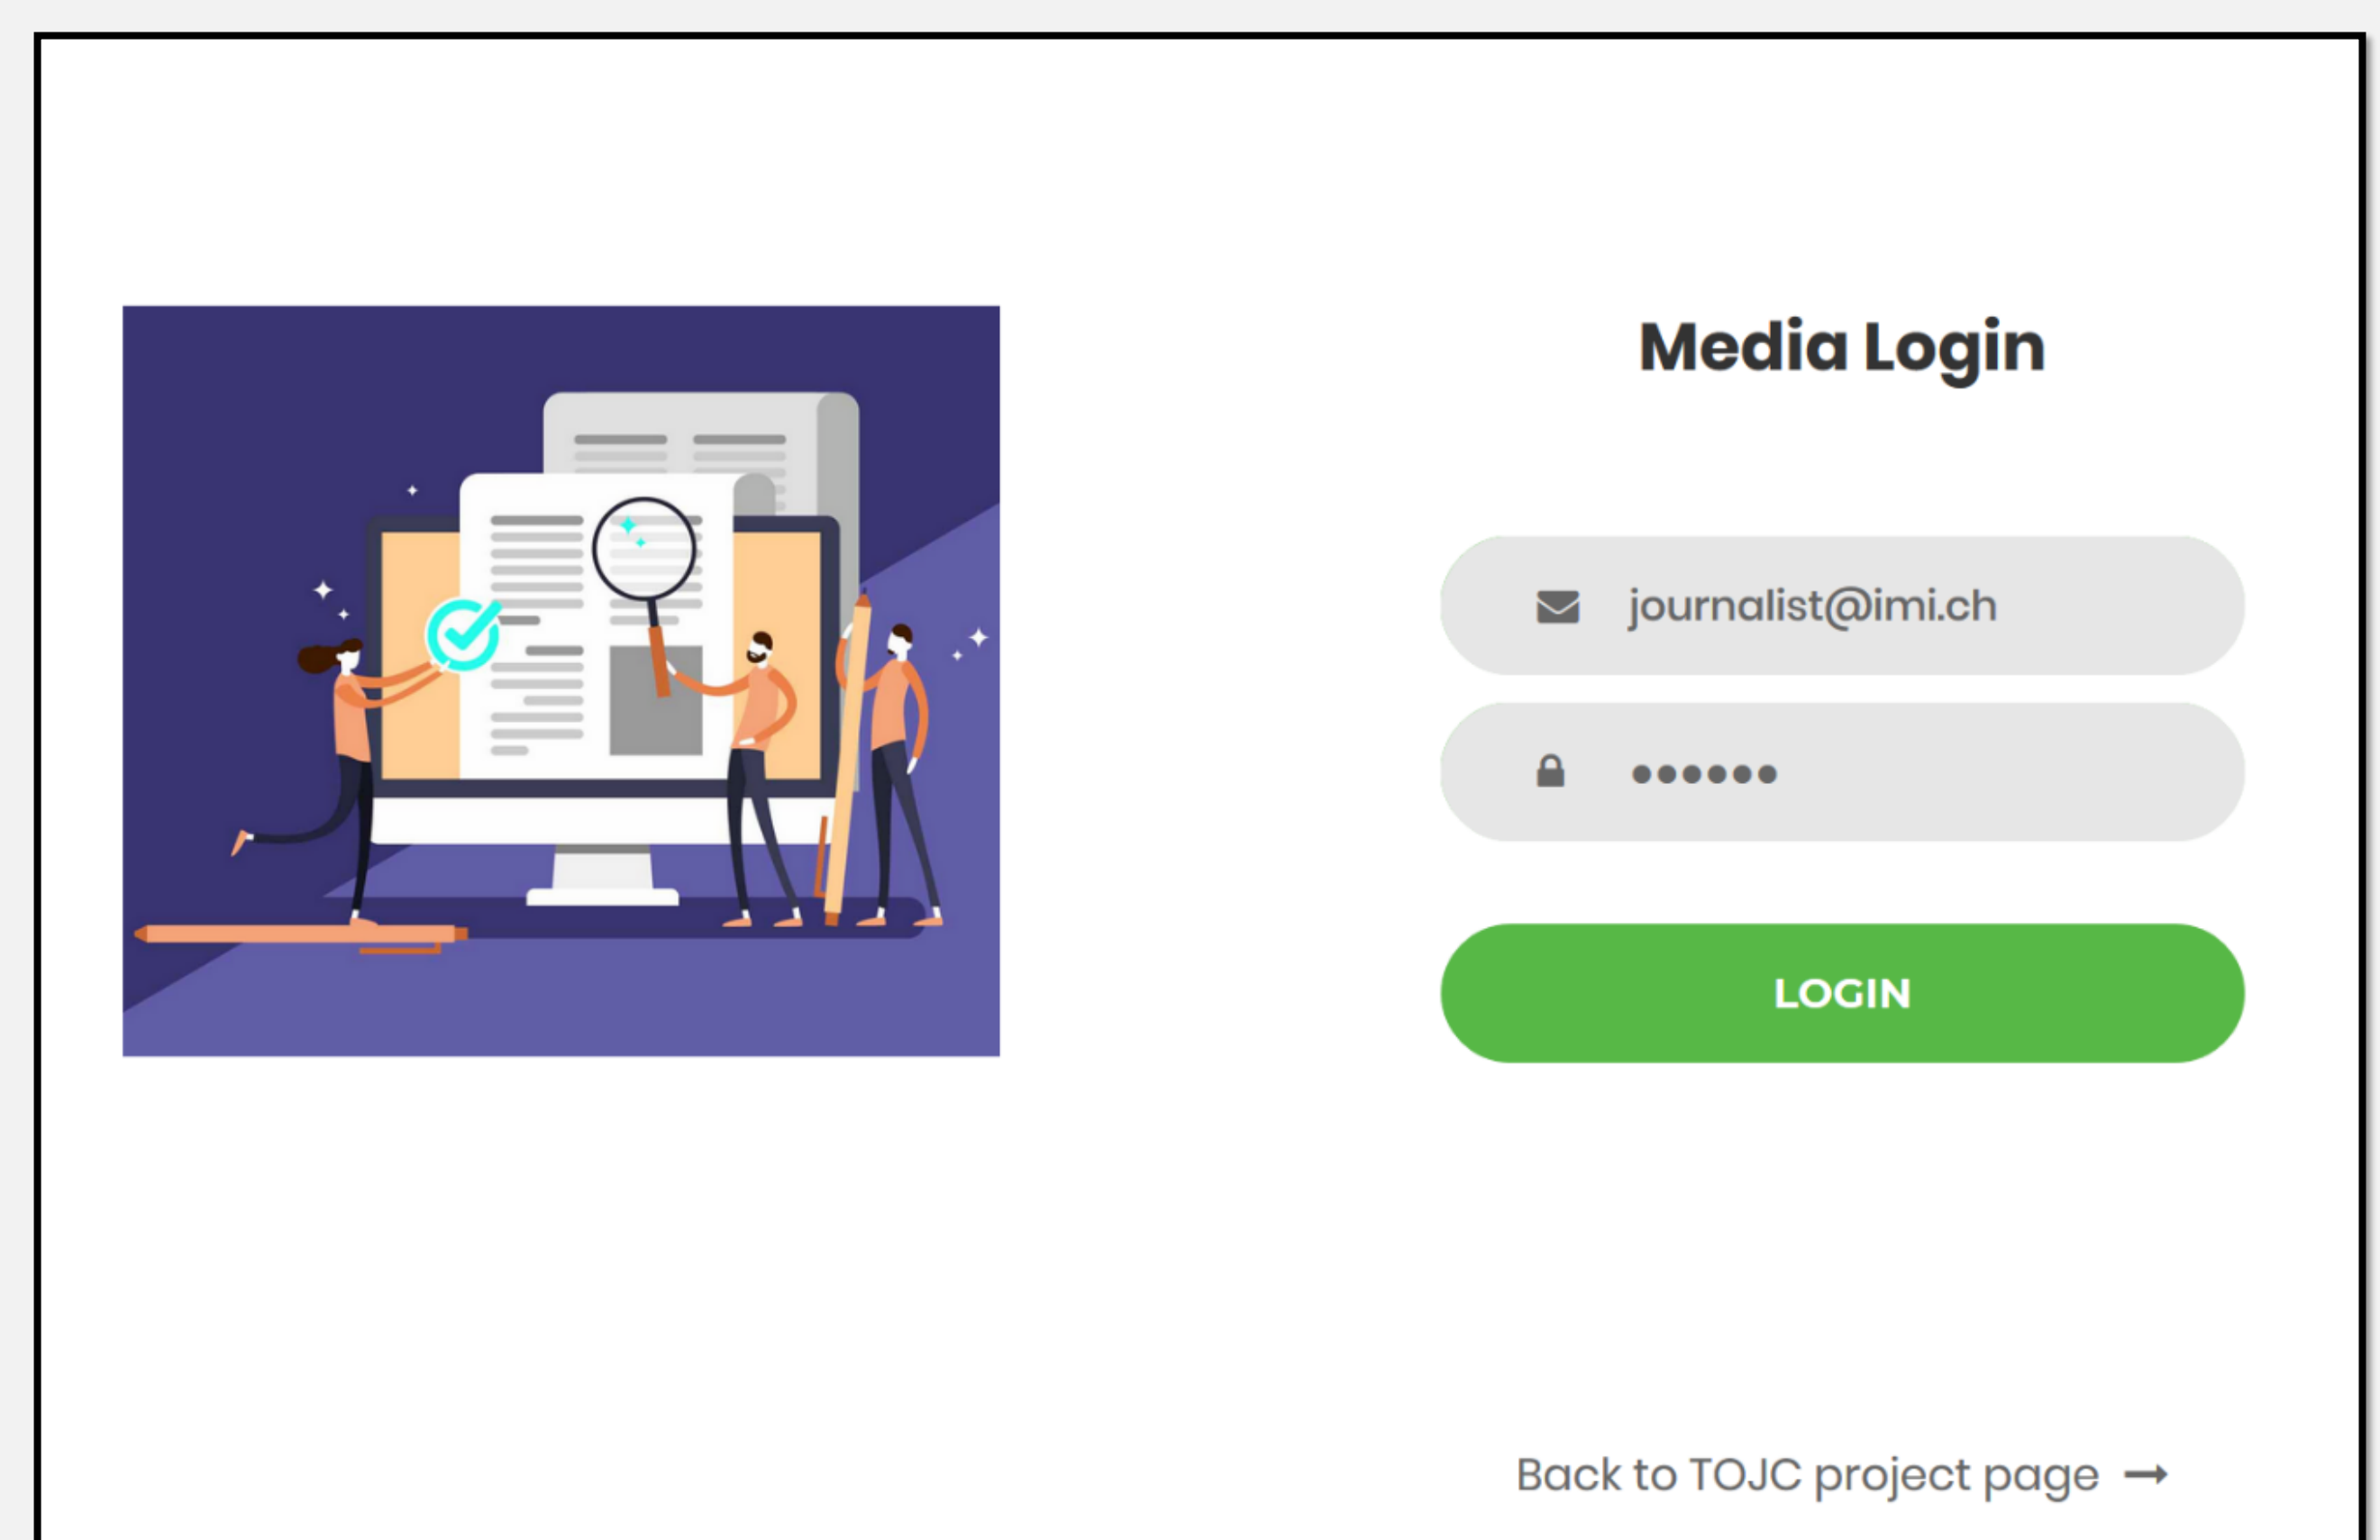 Media Login
journalist@imi.ch
••••••
LOGIN
Back to TOJC project page →